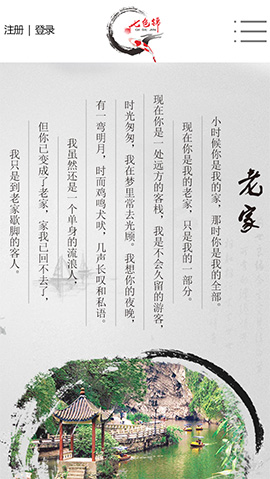 注册 | 登录
七色锦
老家
小时候你是我的家，那时你是我的全部。
现在你是我的老家，只是我的一部分。
现在你是一处远方的客栈，我是不会久留的游客，
时光匆匆，我在梦里常去光顾。我想你的夜晚，
有一弯明月，时而鸡鸣犬吠，几声长叹和私语。
我虽然还是一个单身的流浪人，
但你已变成了老家，家我已回不去了，
我只是到老家歇脚的客人。